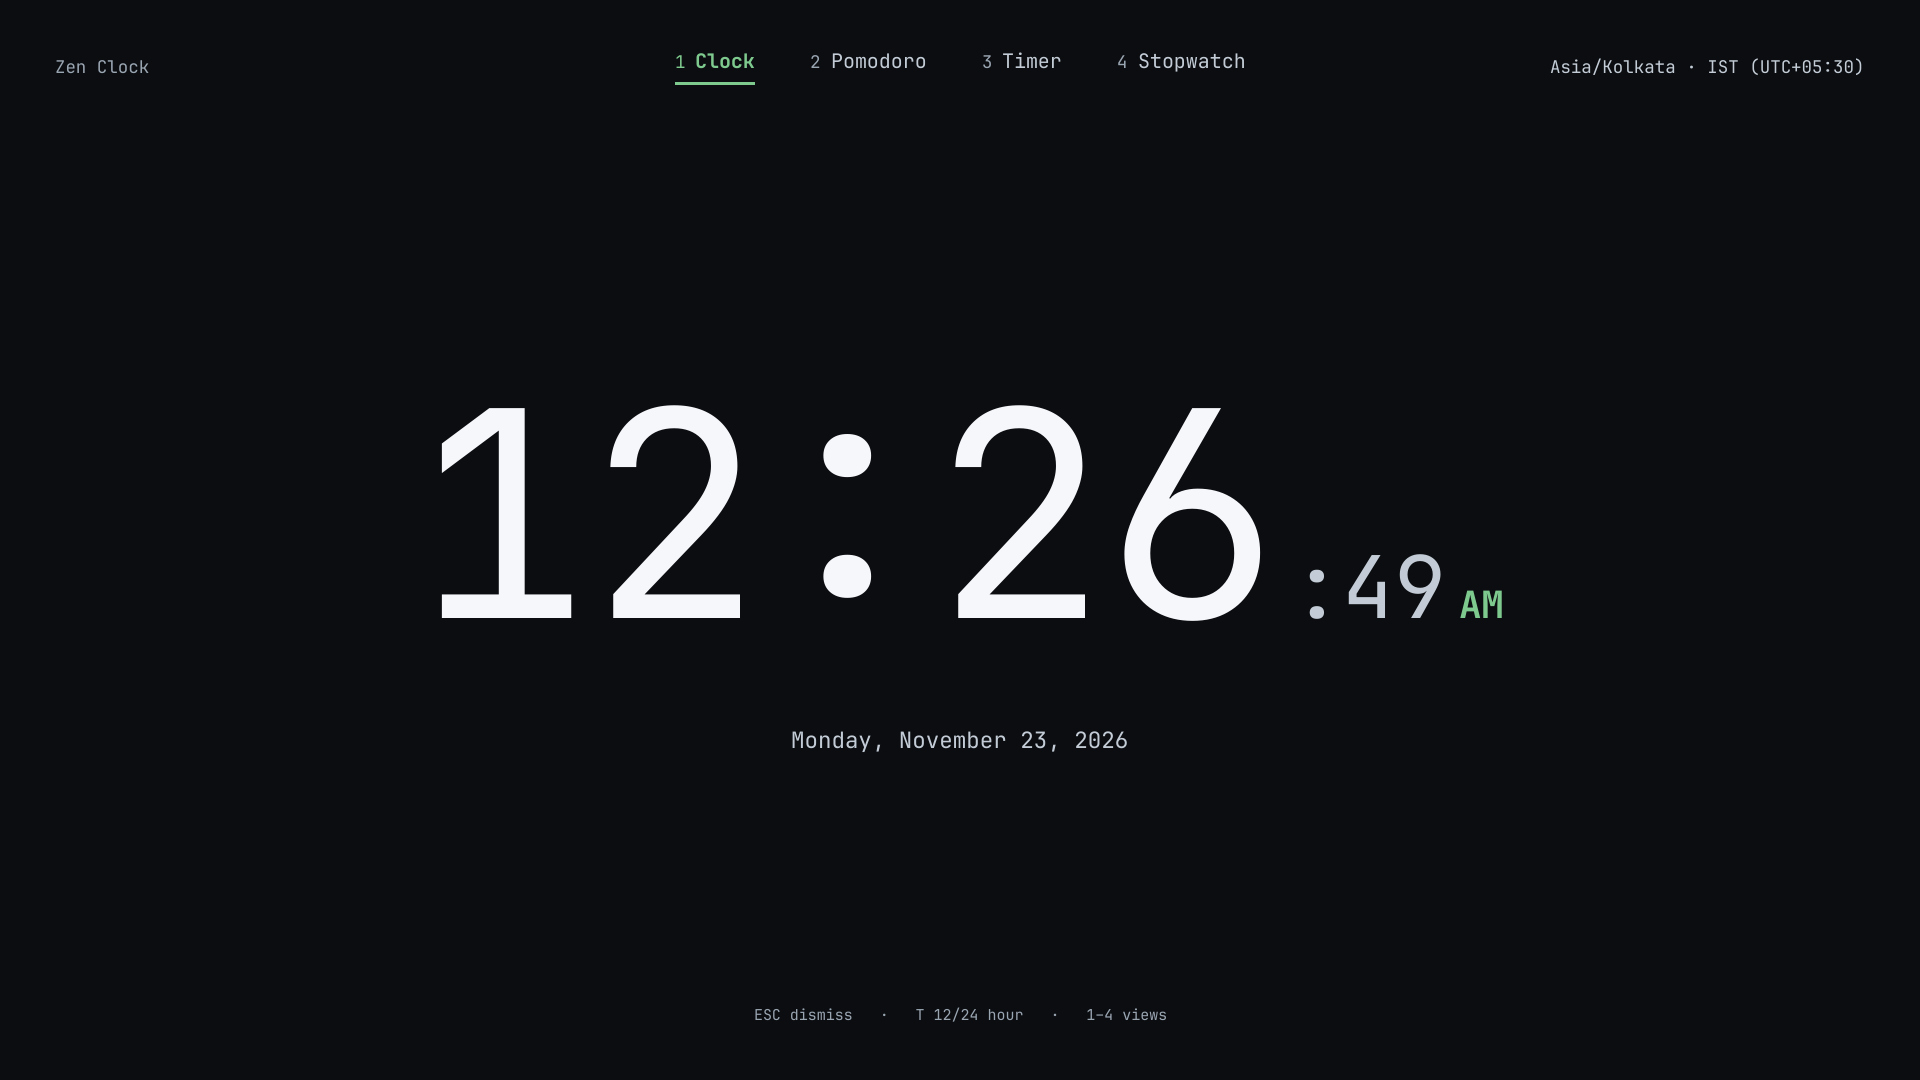 Zen Clock
1 Clock 2 Pomodoro 3 Timer 4 Stopwatch
Asia/Kolkata · IST (UTC+05:30)
12:26:49 AM
Monday, November 23, 2026
ESC dismiss · T 12/24 hour · 1–4 views